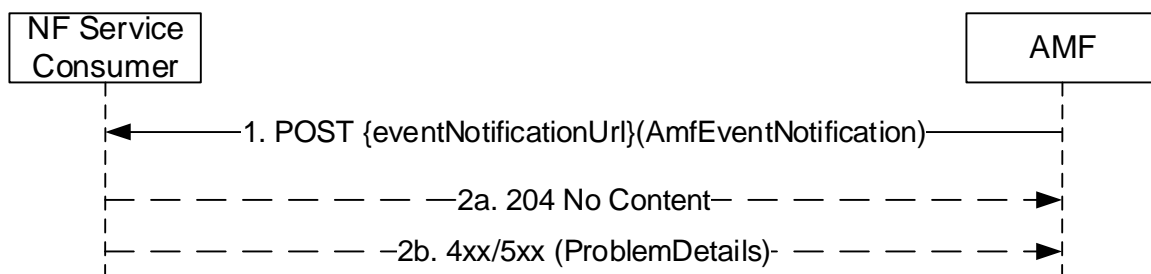 NF Service
Consumer
AMF
1. POST {eventNotificationUrl}(AmfEventNotification)
2a. 204 No Content
2b. 4xx/5xx (ProblemDetails)